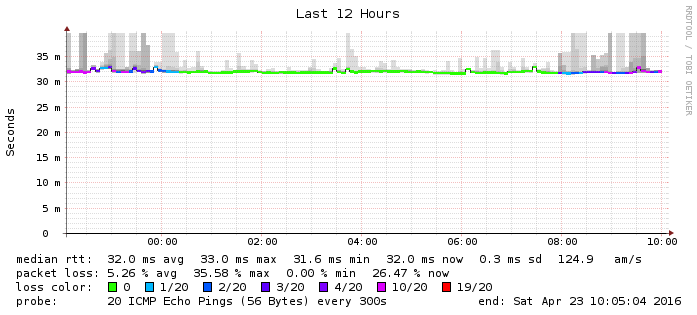 Last 12 Hours
RRDTOOL / TOBI OETIKER
Seconds
35 m
30 m
25 m
20 m
15 m
10 m
5 m
0
00:00 02:00 04:00 06:00 08:00 10:00
median rtt: 32.0 ms avg 33.0 ms max 31.6 ms min 32.0 ms now 0.3 ms sd 124.9 am/s
packet loss: 5.26 % avg 35.58 % max 0.00 % min 26.47 % now
loss color: 0 1/20 2/20 3/20 4/20 10/20 19/20
probe: 20 ICMP Echo Pings (56 Bytes) every 300s end: Sat Apr 23 10:05:04 2016